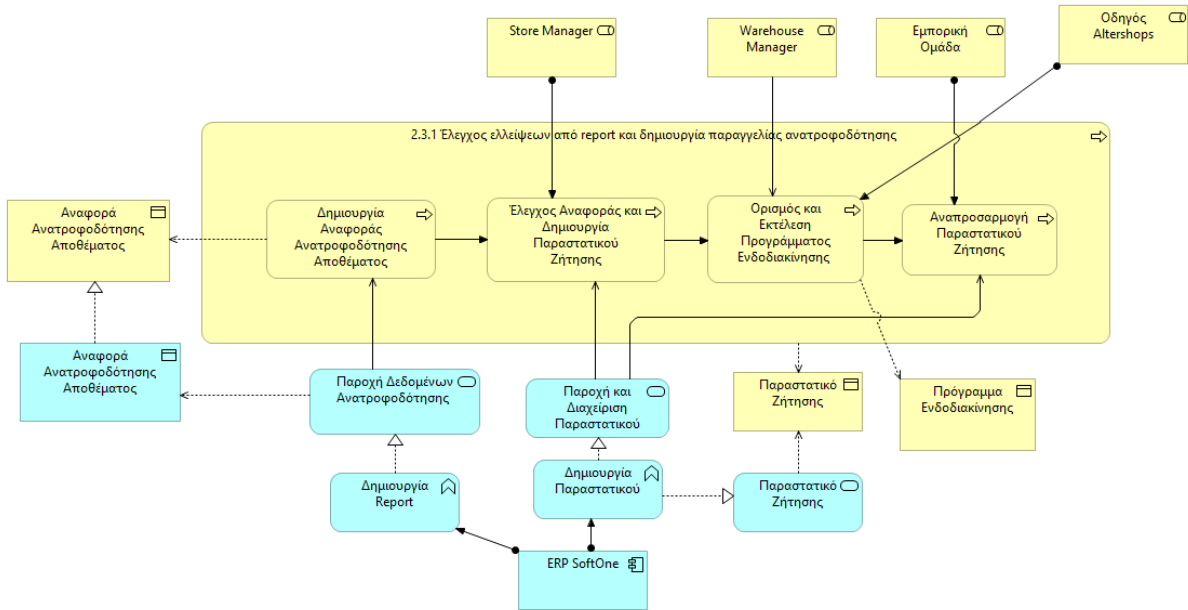 Store Manager
Warehouse
Manager
Εμπορική
Ομάδα
Οδηγός
Altershops
2.3.1 Έλεγχος ελλείψεων από report και δημιουργία παραγγελίας ανατροφοδότησης
Αναφορά
Ανατροφοδότησης
Αποθέματος
Δημιουργία
Αναφοράς
Ανατροφοδότησης
Αποθέματος
Έλεγχος Αναφοράς και
Δημιουργία
Παραστατικού
Ζήτησης
Ορισμός και
Εκτέλεση
Προγράμματος
Ενδοδιακίνησης
Αναπροσαρμογή
Παραστατικού
Ζήτησης
Αναφορά
Ανατροφοδότησης
Αποθέματος
Παροχή Δεδομένων
Ανατροφοδότησης
Παροχή και
Διαχείριση
Παραστατικού
Παραστατικό
Ζήτησης
Πρόγραμμα
Ενδοδιακίνησης
Δημιουργία
Report
Δημιουργία
Παραστατικού
Παραστατικό
Ζήτησης
ERP SoftOne